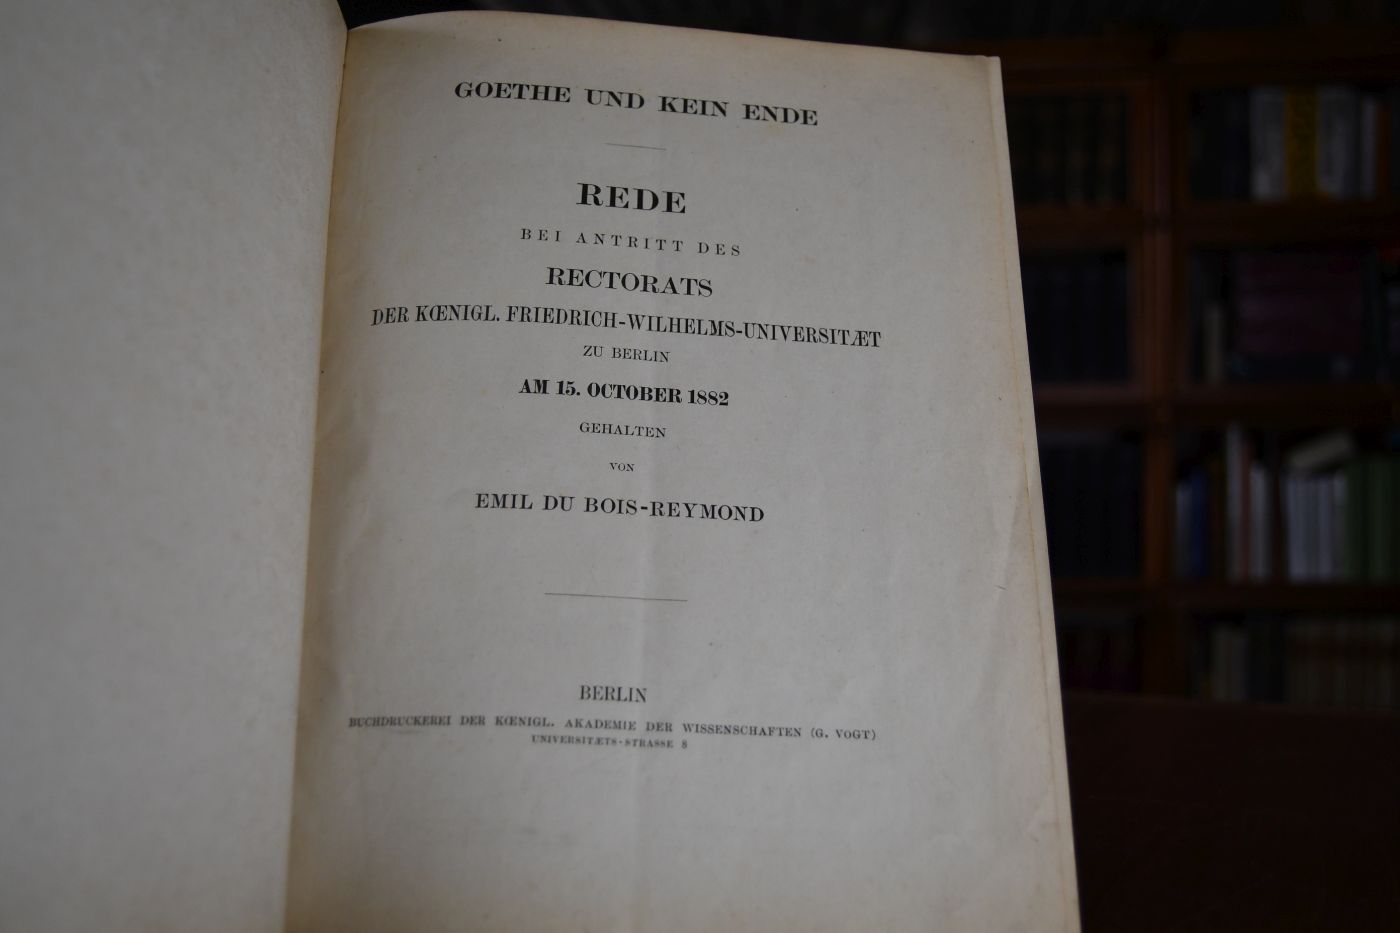 GOETHE UND KEIN ENDE
REDE
BEI ANTRITT DES
RECTORATS
DER KŒNIGL. FRIEDRICH-WILHELMS-UNIVERSITÆT
ZU BERLIN
AM 15. OCTOBER 1882
GEHALTEN
VON
EMIL DU BOIS-REYMOND
BERLIN
BUCHDRUCKEREI DER KŒNIGL. AKADEMIE DER WISSENSCHAFTEN (G. VOGT)
UNIVERSITÆTS-STRASSE 8